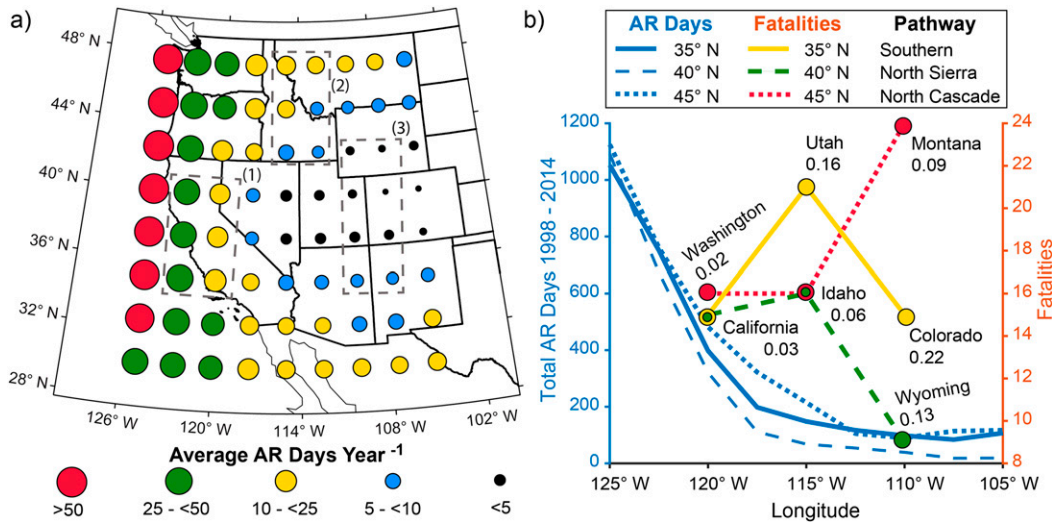 a)
48° N
44° N
40° N
36° N
32° N
28° N
(1)
(2)
(3)
126° W
120° W
114° W
108° W
102° W
Average AR Days Year -1
>50
25 - <50
10 - <25
5 - <10
<5
b)
AR Days Fatalities Pathway
35° N 35° N Southern
40° N 40° N North Sierra
45° N 45° N North Cascade
Total AR Days 1998 - 2014
1200
1000
800
600
400
200
0
Washington
0.02
California
0.03
Utah
0.16
Idaho
0.06
Montana
0.09
Colorado
0.22
Wyoming
0.13
24
22
20
18
16
14
12
10
8
Fatalities
125° W
120° W
115° W
110° W
105° W
Longitude